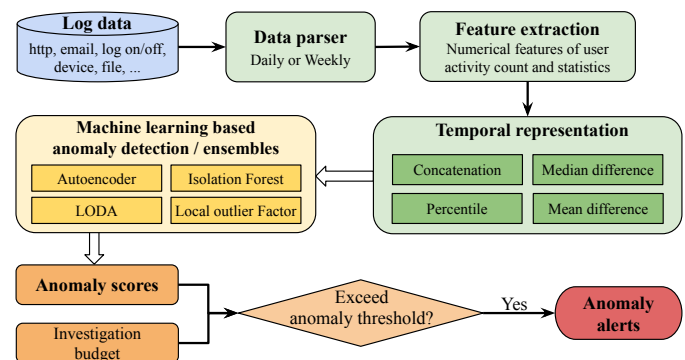 Log data
http, email, log on/off,
device, file, ...
Data parser
Daily or Weekly
Feature extraction
Numerical features of user
activity count and statistics
Temporal representation
Concatenation
Median difference
Percentile
Mean difference
Machine learning based
anomaly detection / ensembles
Autoencoder
Isolation Forest
LODA
Local outlier Factor
Anomaly scores
Investigation
budget
Exceed
anomaly threshold?
Yes
Anomaly
alerts